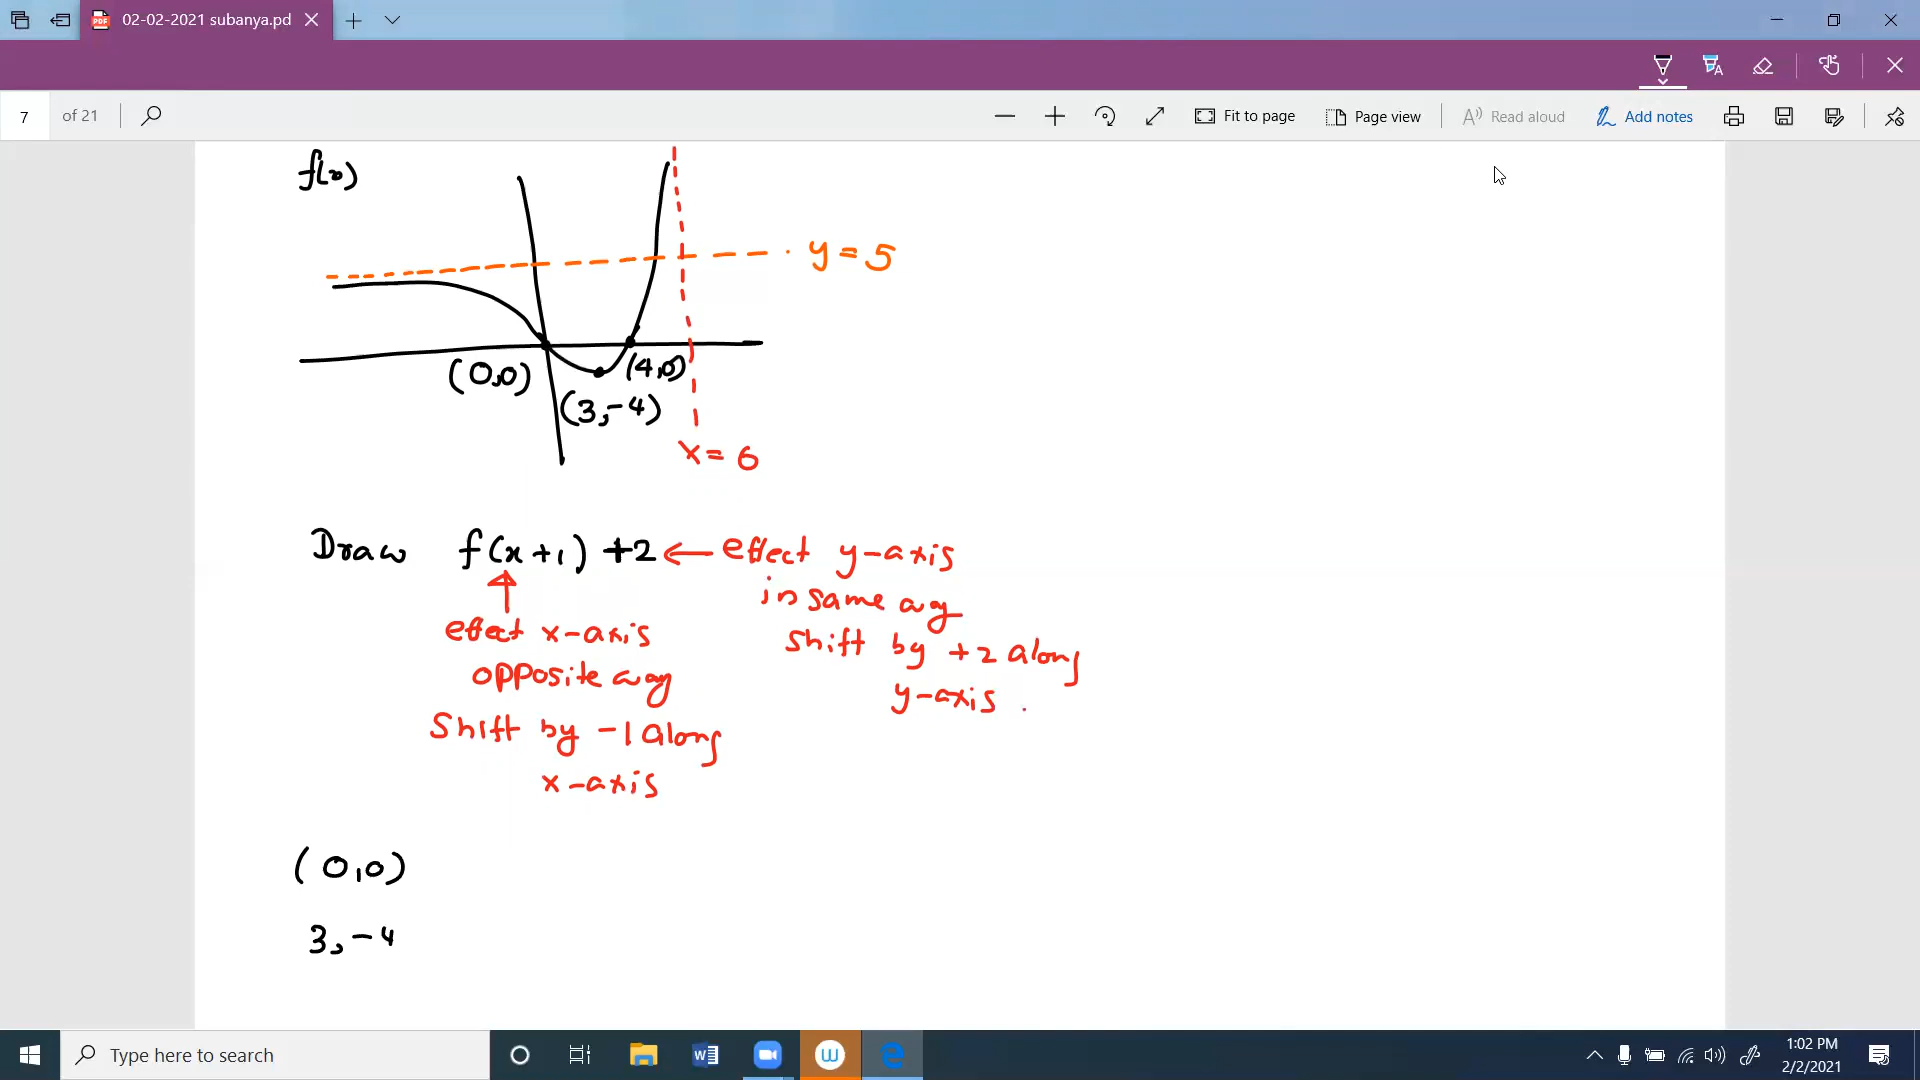 02-02-2021 subanya.pd
7 of 21
Fit to page
Page view
Read aloud
Add notes
f(x)
y = 5
(0,0)
(4,0)
(3,-4)
x = 6
Draw f(x+1) +2 ← effect y-axis
in same way
shift by +2 along
y-axis .
effect x-axis
opposite way
Shift by -1 along
x-axis
(0,0)
3,-4
Type here to search
1:02 PM
2/2/2021